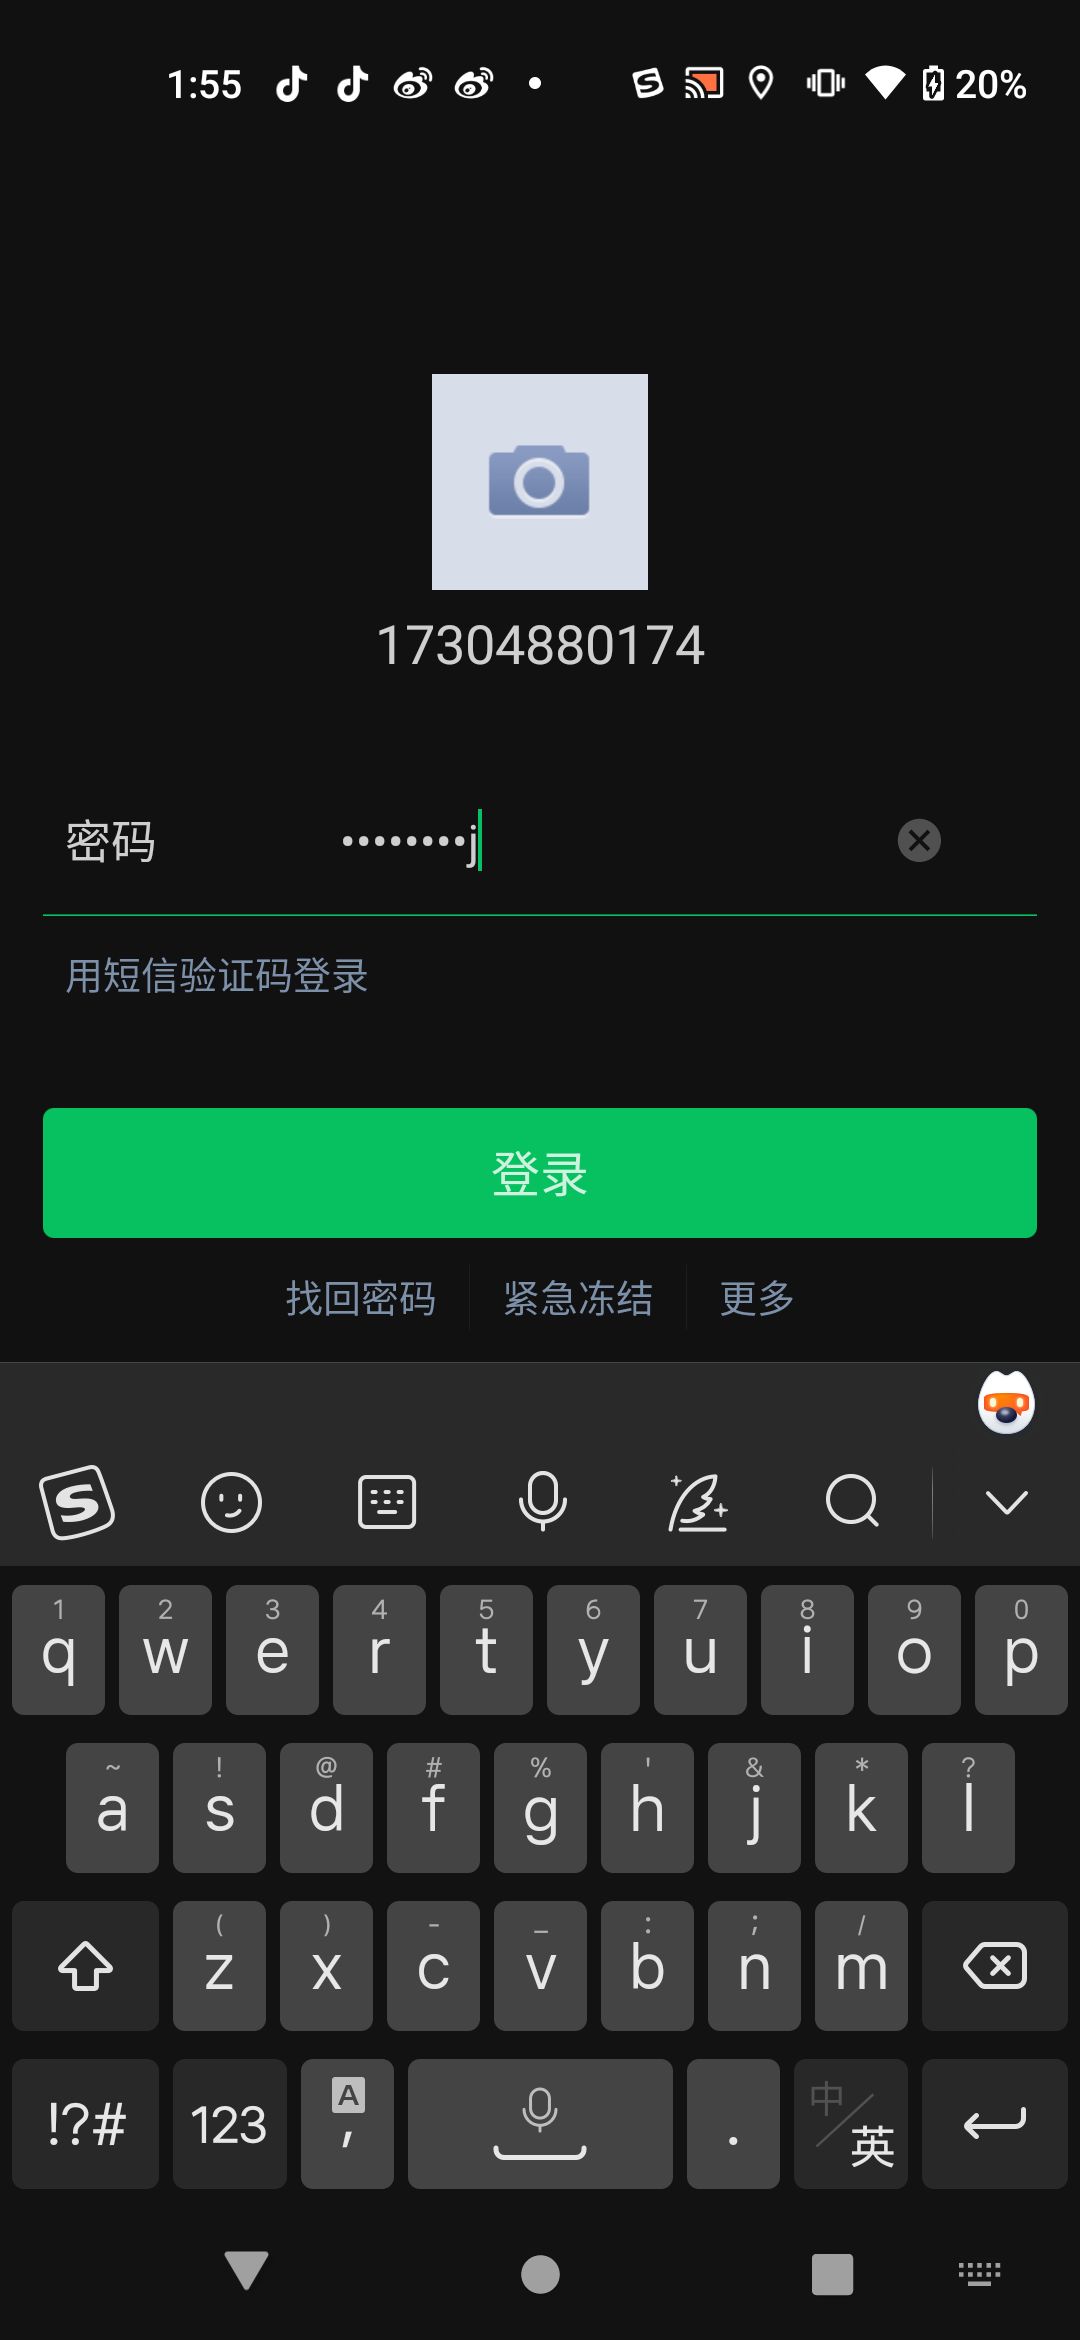 1:55 20%
17304880174
密码 ••••••••j
用短信验证码登录
登录
找回密码 紧急冻结 更多
1 2 3 4 5 6 7 8 9 0
q w e r t y u i o p
~ ! @ # % ' & * ?
a s d f g h j k l
( ) - _ : ; /
z x c v b n m
!?# 123 A , . 中/英